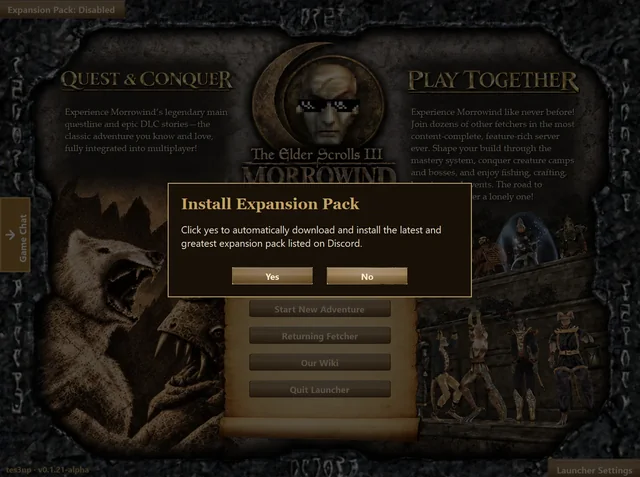 Expansion Pack: Disabled
QUEST & CONQUER
Experience Morrowind's legendary main
questline and epic DLC stories—the
classic adventure you know and love,
fully integrated into multiplayer!
The Elder Scrolls III
MORROWIND
PLAY TOGETHER
Experience Morrowind like never before!
Join dozens of other fetchers in the most
content-complete, feature-rich server
ever. Shape your build through the
mastery system, conquer creature camps
and bosses, and enjoy fishing, crafting,
vents. The road to
er a lonely one!
Game Chat
Install Expansion Pack
Click yes to automatically download and install the latest and
greatest expansion pack listed on Discord.
Yes
No
Start New Adventure
Returning Fetcher
Our Wiki
Quit Launcher
tes3mp - v0.1.21-alpha
Launcher Settings